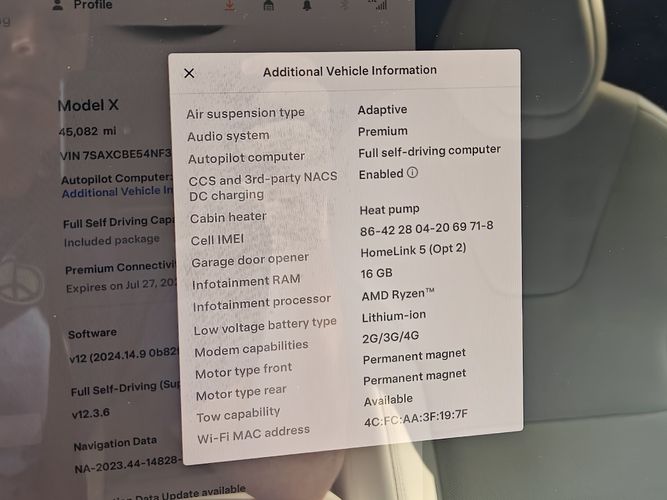 Profile
Additional Vehicle Information
Air suspension type Adaptive
Audio system Premium
Autopilot computer Full self-driving computer
CCS and 3rd-party NACS Enabled
DC charging
Cabin heater Heat pump
Cell IMEI 86-42 28 04-20 69 71-8
Garage door opener HomeLink 5 (Opt 2)
Infotainment RAM 16 GB
Infotainment processor AMD Ryzen™
Low voltage battery type Lithium-ion
Modem capabilities 2G/3G/4G
Motor type front Permanent magnet
Motor type rear Permanent magnet
Tow capability Available
Wi-Fi MAC address 4C:FC:AA:3F:19:7F
Model X
45,082 mi
VIN 7SAXCBE54NF3
Autopilot Computer:
Additional Vehicle In
Full Self Driving Cap
Included package
Premium Connectivi
Expires on Jul 27, 202
Software
v12 (2024.14.9 0b82
Full Self-Driving (Sup
v12.3.6
Navigation Data
NA-2023.44-14828-
Data Update available